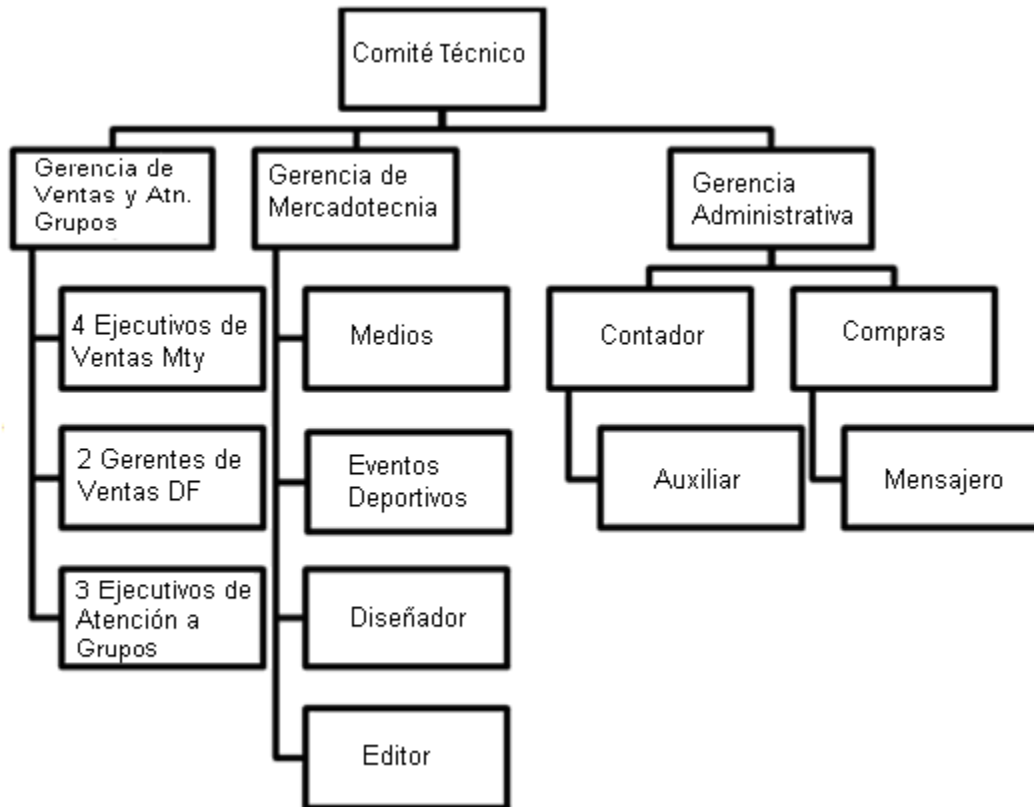 Comité Técnico
Gerencia de
Ventas y Atn.
Grupos
Gerencia de
Mercadotecnia
Gerencia
Administrativa
4 Ejecutivos de
Ventas Mty
Medios
Contador
Compras
2 Gerentes de
Ventas DF
Eventos
Deportivos
Auxiliar
Mensajero
3 Ejecutivos de
Atención a
Grupos
Diseñador
Editor